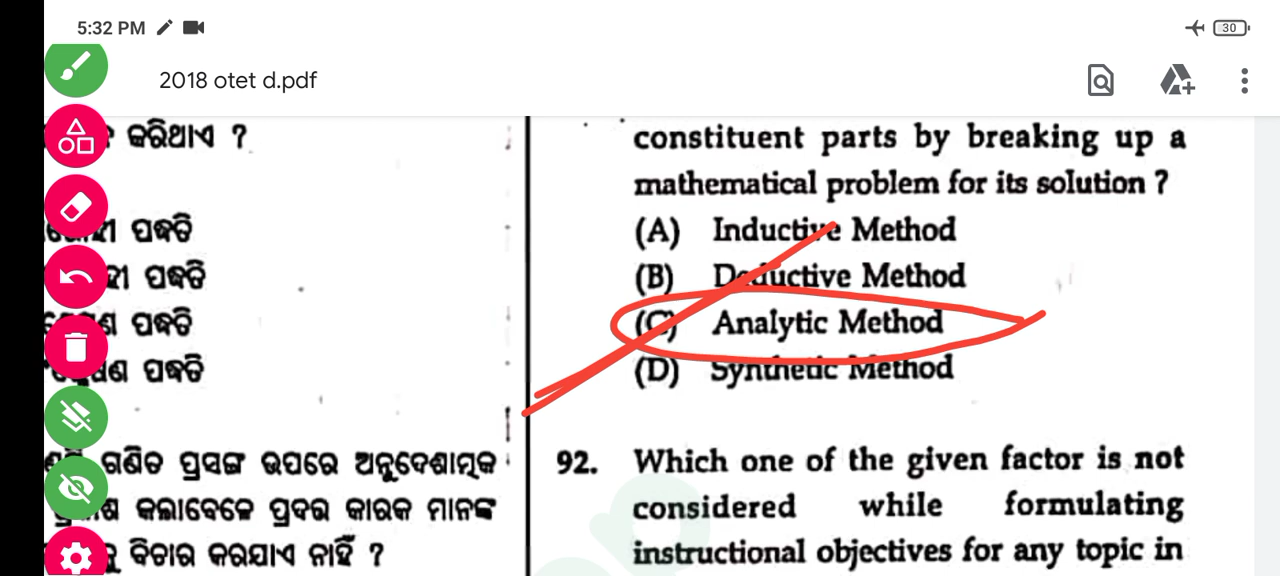 5:32 PM
30
2018 otet d.pdf
କରିଥାଏ ?
ପଦ୍ଧତି
ପଦ୍ଧତି
ପଦ୍ଧତି
ପଦ୍ଧତି
ଗଣିତ ପ୍ରସଙ୍ଗ ଉପରେ ଅନୁଦେଶାତ୍ମକ
କଲାବେଳେ ପ୍ରଦତ୍ତ କାରକ ମାନଙ୍କ
ବିଚାର କରଯାଏ ନାହିଁ ?
constituent parts by breaking up a
mathematical problem for its solution ?
(A) Inductive Method
(B) Deductive Method
(C) Analytic Method
(D) Synthetic Method
92. Which one of the given factor is not
considered while formulating
instructional objectives for any topic in